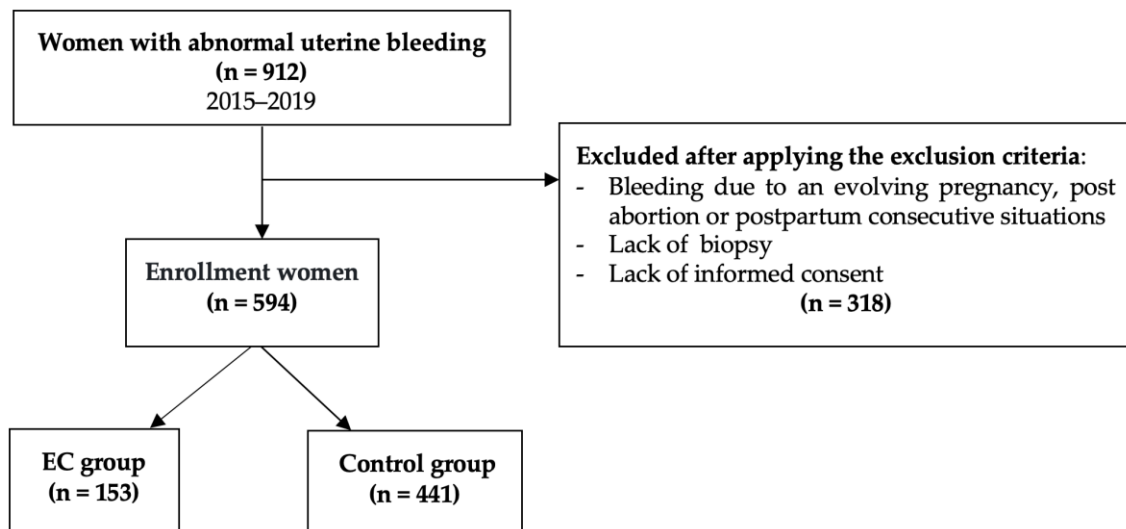 Women with abnormal uterine bleeding
(n = 912)
2015–2019
Excluded after applying the exclusion criteria:
- Bleeding due to an evolving pregnancy, post
abortion or postpartum consecutive situations
- Lack of biopsy
- Lack of informed consent
(n = 318)
Enrollment women
(n = 594)
EC group
(n = 153)
Control group
(n = 441)